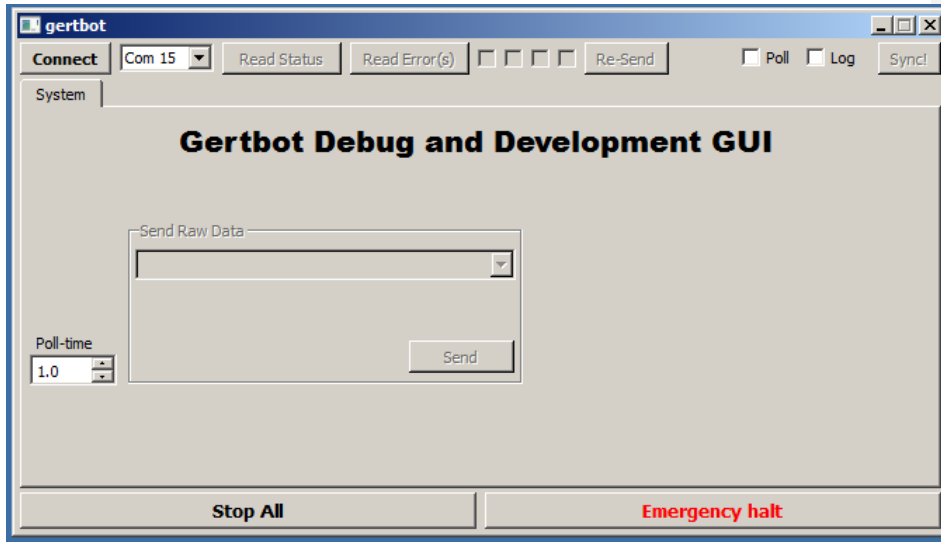 gertbot
Connect Com 15 Read Status Read Error(s) Re-Send Poll Log Sync!
System
Gertbot Debug and Development GUI
Send Raw Data
Poll-time
1.0
Send
Stop All Emergency halt